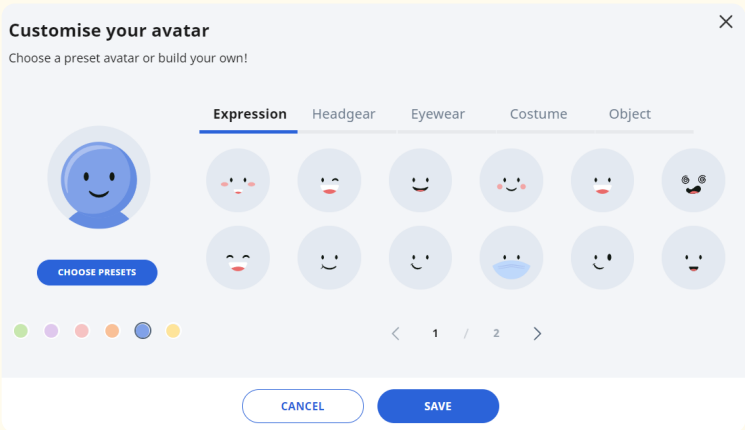 Customise your avatar
Choose a preset avatar or build your own!
Expression Headgear Eyewear Costume Object
CHOOSE PRESETS
1 / 2
CANCEL SAVE